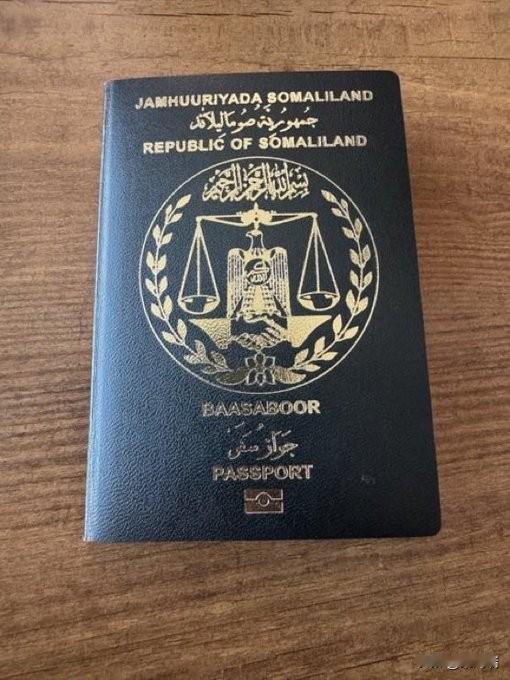 JAMHUURIYADA SOMALILAND
جمهورية صوماليلاند
REPUBLIC OF SOMALILAND
بسم الله الرحمن الرحيم
BAASABOOR
جواز سفر
PASSPORT